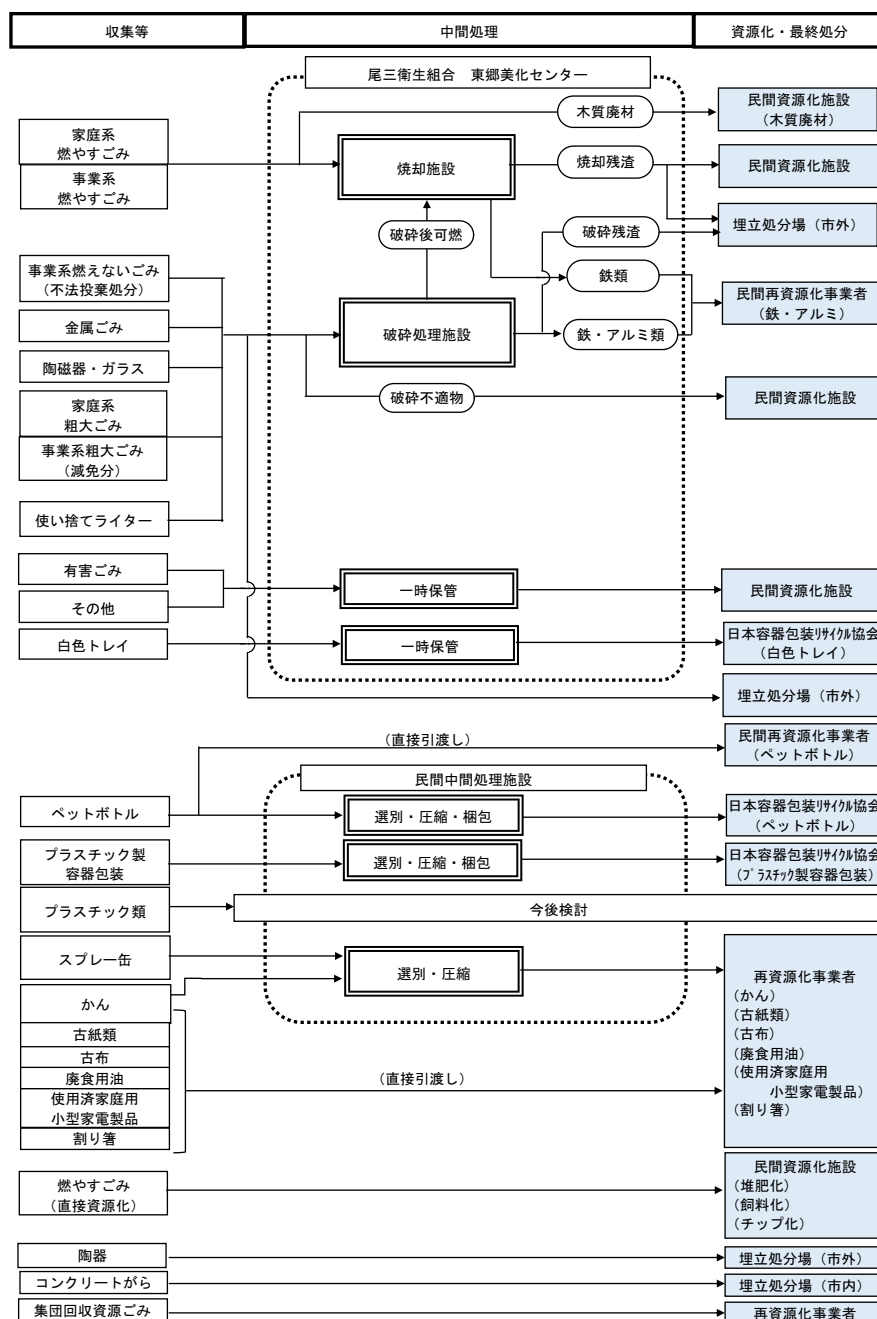 収集等
中間処理
資源化・最終処分
尾三衛生組合　東郷美化センター
家庭系
燃やすごみ
事業系
燃やすごみ
木質廃材
民間資源化施設
（木質廃材）
焼却施設
焼却残渣
民間資源化施設
破砕後可燃
破砕残渣
埋立処分場（市外）
事業系燃えないごみ
（不法投棄処分）
金属ごみ
陶磁器・ガラス
家庭系
粗大ごみ
事業系粗大ごみ
（減免分）
使い捨てライター
鉄類
破砕処理施設
鉄・アルミ類
民間再資源化事業者
（鉄・アルミ）
破砕不適物
民間資源化施設
有害ごみ
その他
一時保管
民間資源化施設
白色トレイ
一時保管
日本容器包装ﾘｻｲｸﾙ協会
（白色トレイ）
埋立処分場（市外）
（直接引渡し）
民間再資源化事業者
（ペットボトル）
民間中間処理施設
ペットボトル
選別・圧縮・梱包
日本容器包装ﾘｻｲｸﾙ協会
（ペットボトル）
プラスチック製
容器包装
選別・圧縮・梱包
日本容器包装ﾘｻｲｸﾙ協会
（ﾌﾟﾗｽﾁｯｸ製容器包装）
プラスチック類
今後検討
スプレー缶
選別・圧縮
かん
古紙類
古布
廃食用油
使用済家庭用
小型家電製品
割り箸
（直接引渡し）
再資源化事業者
（かん）
（古紙類）
（古布）
（廃食用油）
（使用済家庭用
小型家電製品）
（割り箸）
燃やすごみ
（直接資源化）
民間資源化施設
（堆肥化）
（飼料化）
（チップ化）
陶器
埋立処分場（市外）
コンクリートがら
埋立処分場（市内）
集団回収資源ごみ
再資源化事業者